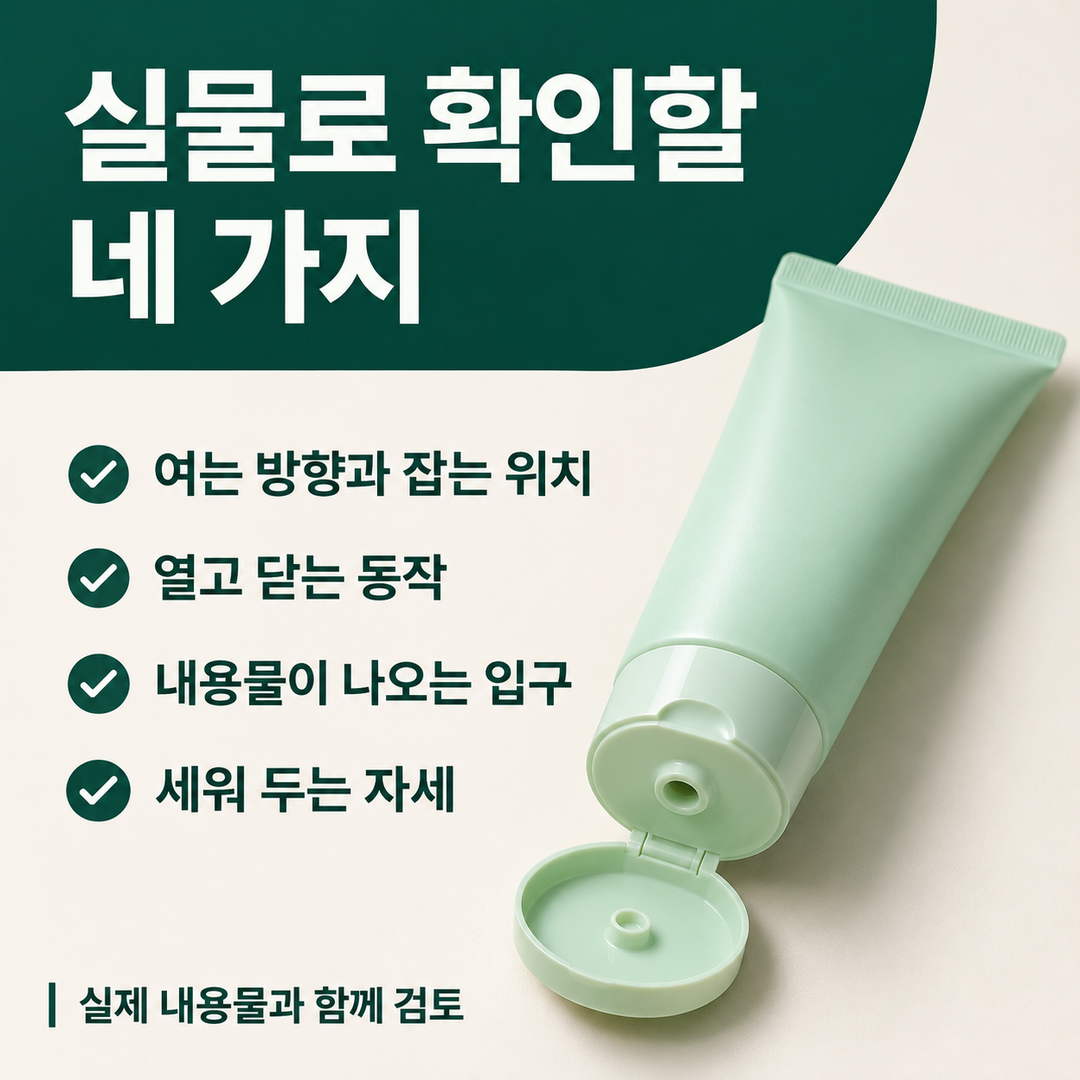 실물로 확인할
네 가지
여는 방향과 잡는 위치
열고 닫는 동작
내용물이 나오는 입구
세워 두는 자세
실제 내용물과 함께 검토